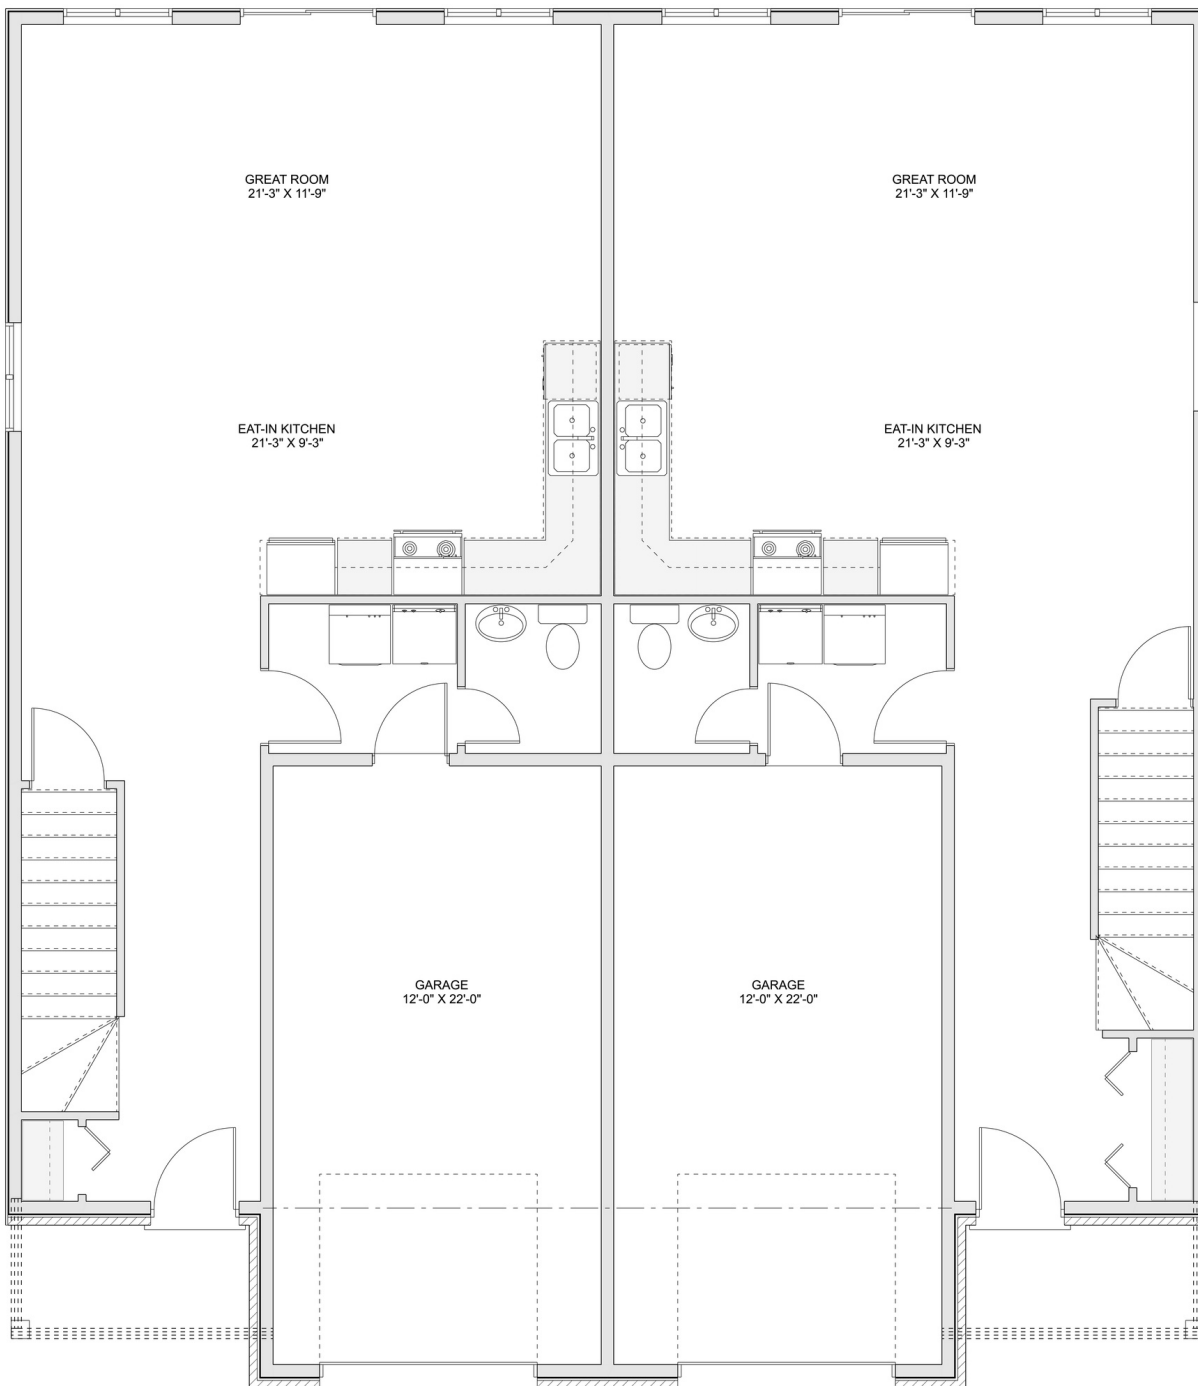 GREAT ROOM
21'-3" X 11'-9"
GREAT ROOM
21'-3" X 11'-9"
EAT-IN KITCHEN
21'-3" X 9'-3"
EAT-IN KITCHEN
21'-3" X 9'-3"
GARAGE
12'-0" X 22'-0"
GARAGE
12'-0" X 22'-0"